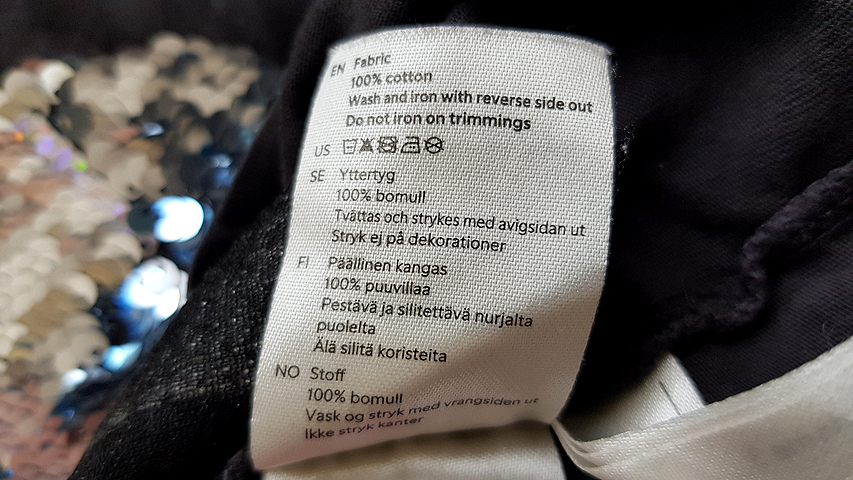 EN Fabric
100% cotton
Wash and iron with reverse side out
Do not iron on trimmings
US
SE Yttertyg
100% bomull
Tvättas och strykes med avigsidan ut
Stryk ej på dekorationer
FI Päällinen kangas
100% puuvillaa
Pestävä ja silitettävä nurjalta
puolelta
Älä silitä koristeita
NO Stoff
100% bomull
Vask og stryk med vrangsiden ut
Ikke stryk kanter